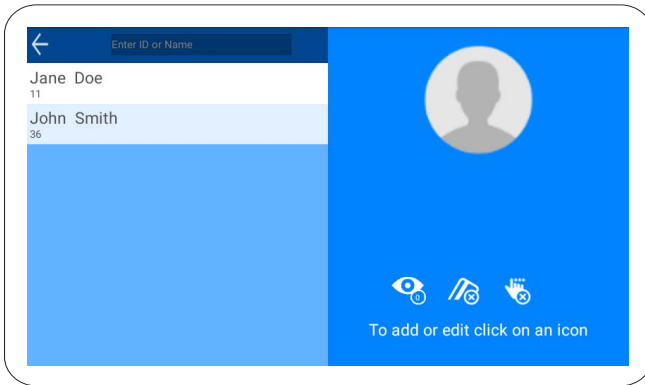 Enter ID or Name
Jane Doe
11
John Smith
36
0
To add or edit click on an icon